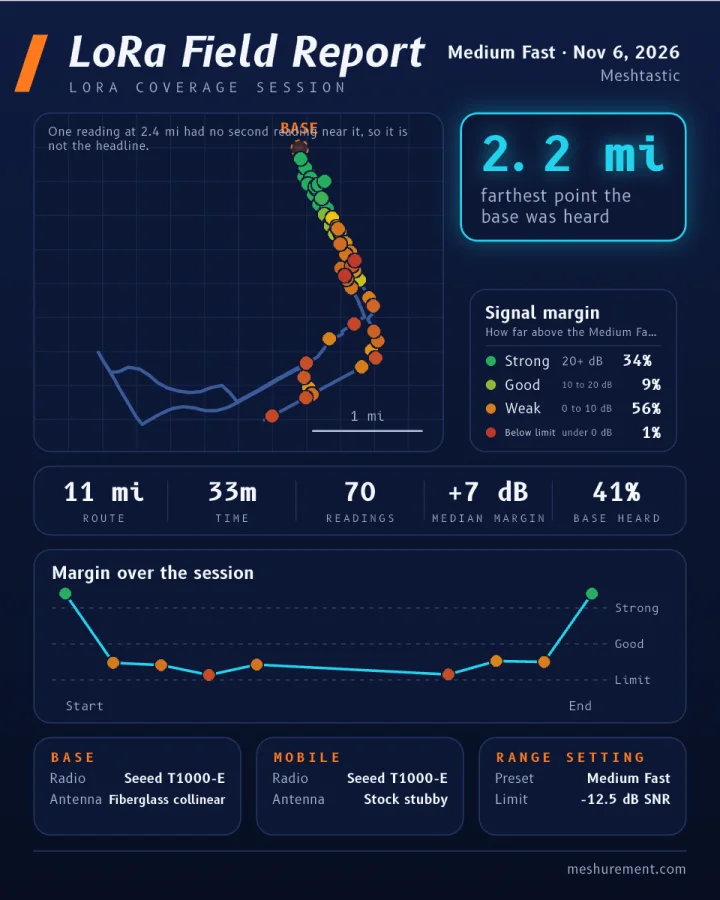 LoRa Field Report
Medium Fast · Nov 6, 2026
LORA COVERAGE SESSION
Meshtastic
One reading at 2.4 mi had no second reading near it, so it is
not the headline.
BASE
1 mi
2.2 mi
farthest point the
base was heard
Signal margin
How far above the Medium Fa…
Strong 20+ dB 34%
Good 10 to 20 dB 9%
Weak 0 to 10 dB 56%
Below limit under 0 dB 1%
11 mi 33m 70 +7 dB 41%
ROUTE TIME READINGS MEDIAN MARGIN BASE HEARD
Margin over the session
Strong
Good
Limit
Start End
BASE
Radio Seeed T1000-E
Antenna Fiberglass collinear
MOBILE
Radio Seeed T1000-E
Antenna Stock stubby
RANGE SETTING
Preset Medium Fast
Limit -12.5 dB SNR
meshurement.com